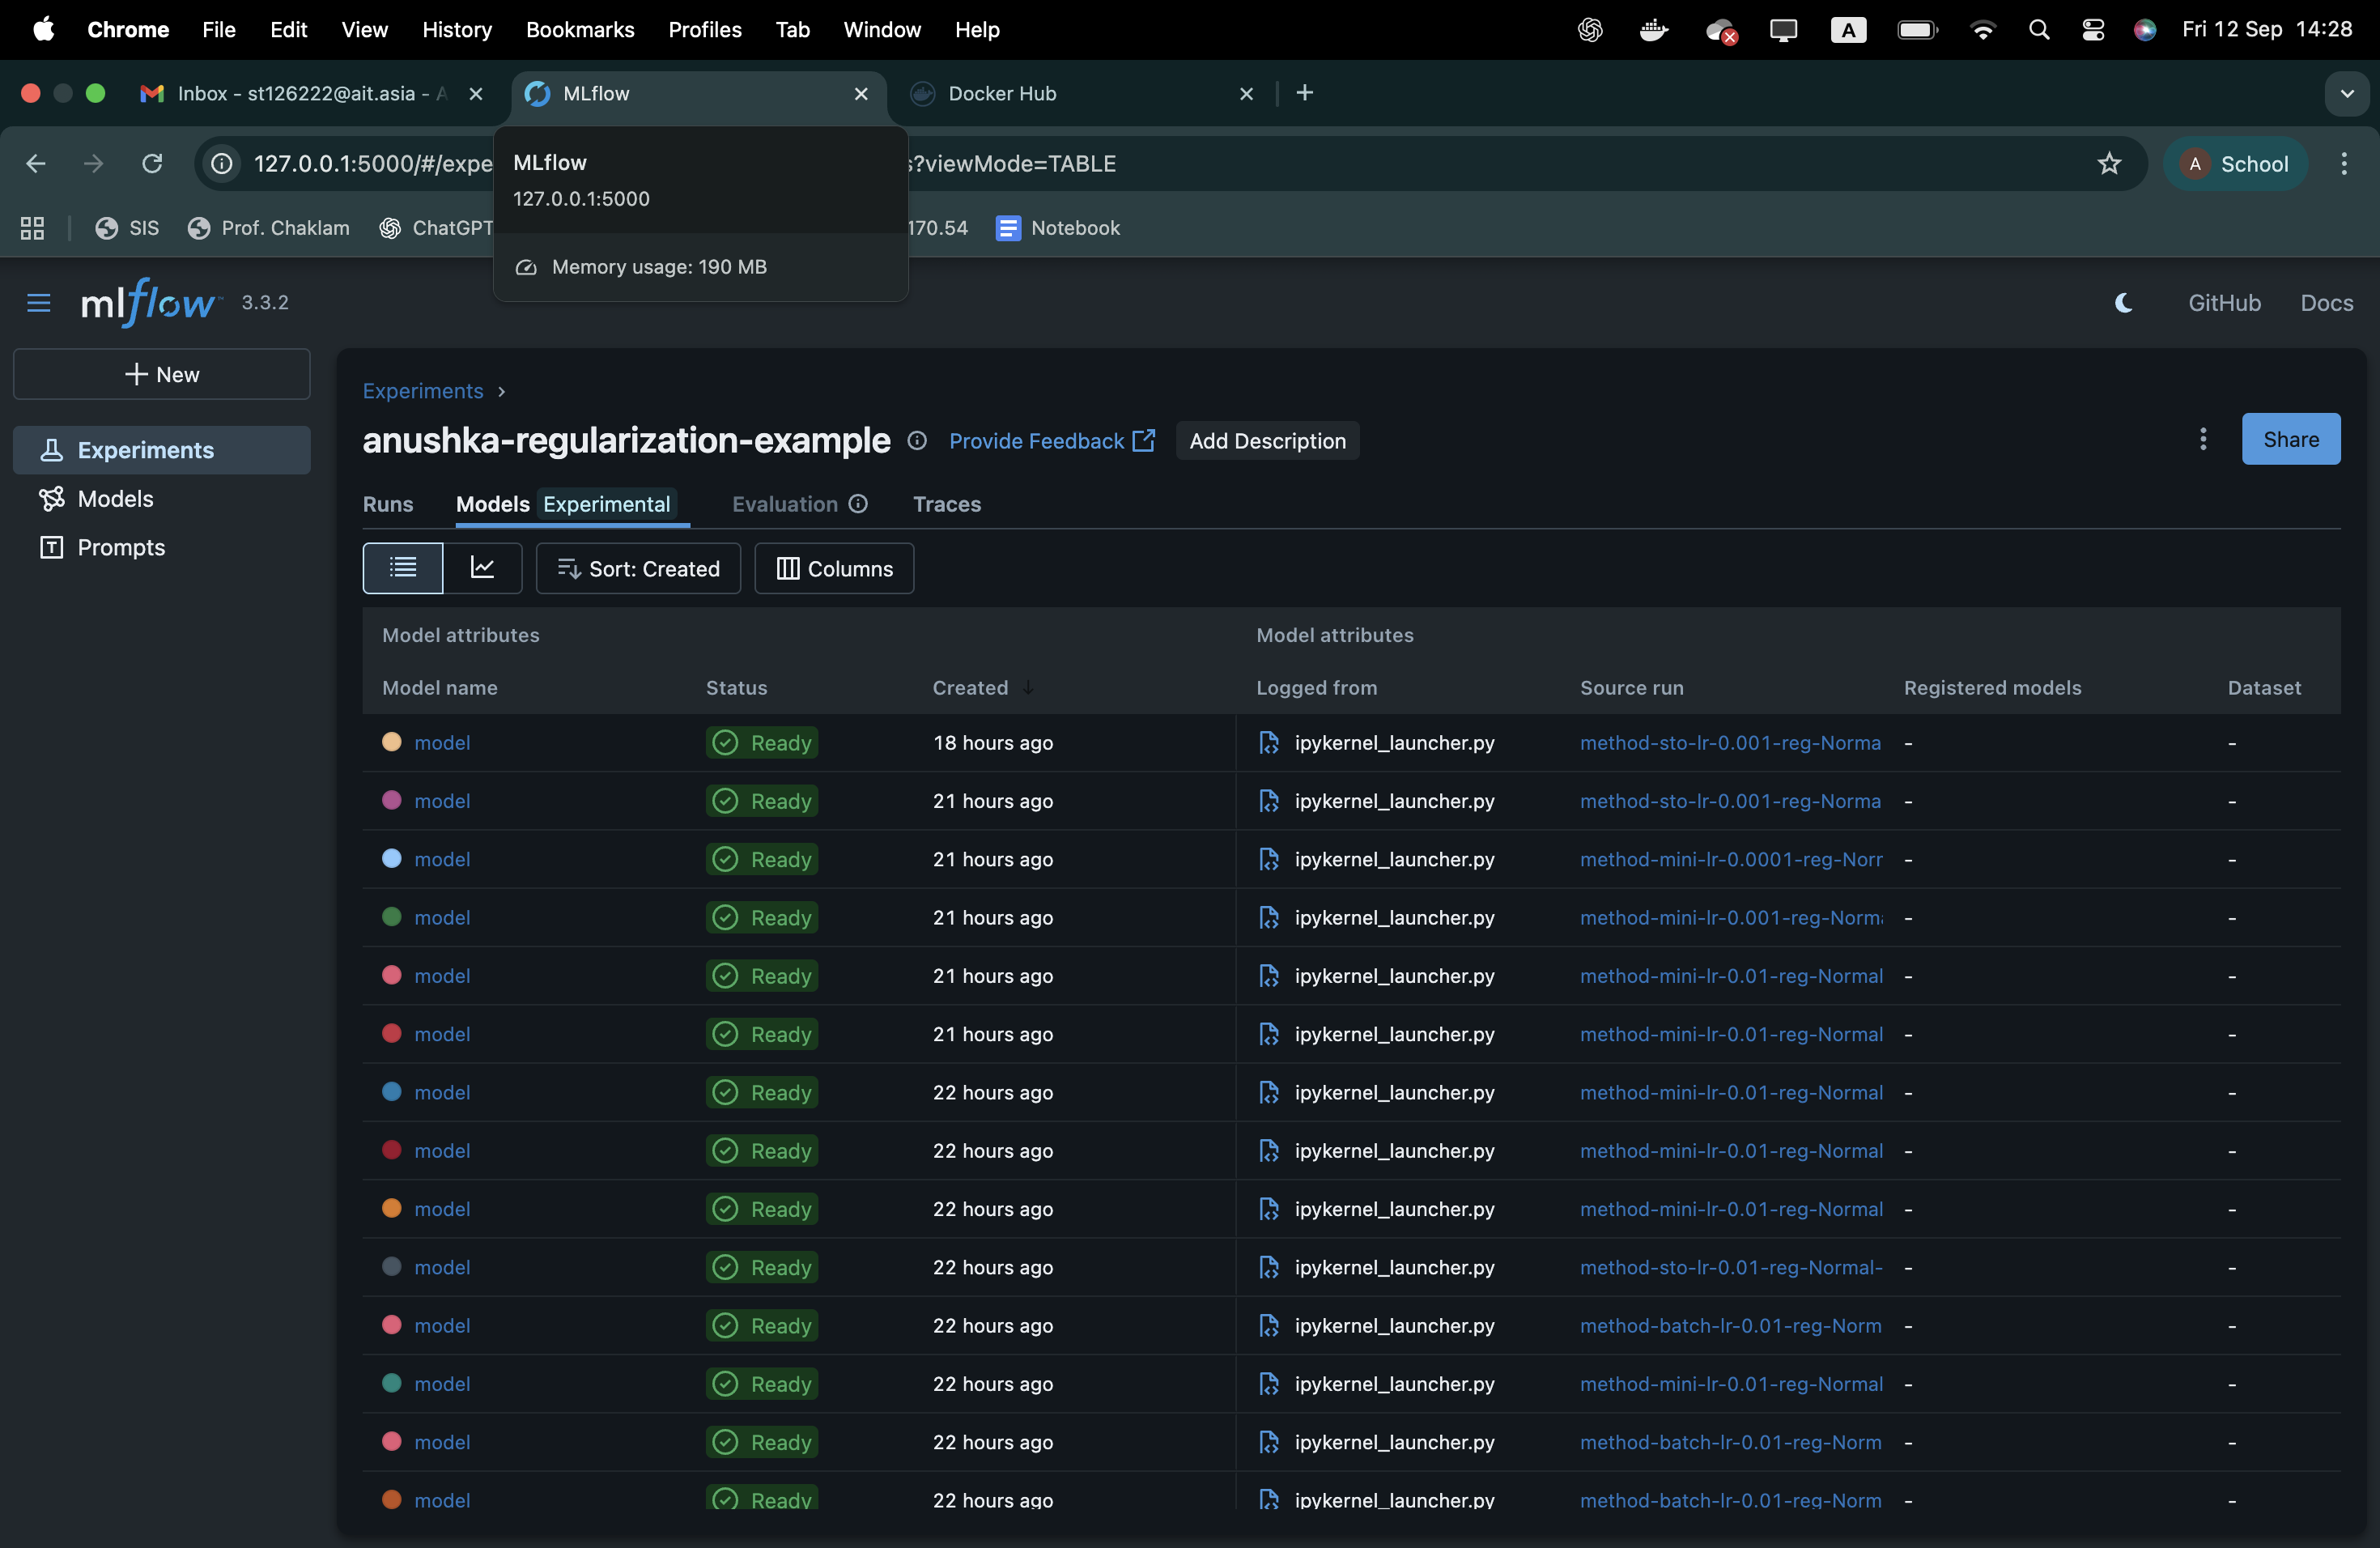 Chrome File Edit View History Bookmarks Profiles Tab Window Help A Fri 12 Sep 14:28
Inbox - st126222@ait.asia - A MLflow Docker Hub
127.0.0.1:5000/#/expe s?viewMode=TABLE A School
MLflow
127.0.0.1:5000
SIS Prof. Chaklam ChatGPT 170.54 Notebook
Memory usage: 190 MB
mlflow 3.3.2 GitHub Docs
New
Experiments
Models
Prompts
Experiments
anushka-regularization-example Provide Feedback Add Description Share
Runs Models Experimental Evaluation Traces
Sort: Created Columns
Model attributes Model attributes
Model name Status Created Logged from Source run Registered models Dataset
model Ready 18 hours ago ipykernel_launcher.py method-sto-lr-0.001-reg-Norma - -
model Ready 21 hours ago ipykernel_launcher.py method-sto-lr-0.001-reg-Norma - -
model Ready 21 hours ago ipykernel_launcher.py method-mini-lr-0.0001-reg-Norr - -
model Ready 21 hours ago ipykernel_launcher.py method-mini-lr-0.001-reg-Norma - -
model Ready 21 hours ago ipykernel_launcher.py method-mini-lr-0.01-reg-Normal - -
model Ready 21 hours ago ipykernel_launcher.py method-mini-lr-0.01-reg-Normal - -
model Ready 22 hours ago ipykernel_launcher.py method-mini-lr-0.01-reg-Normal - -
model Ready 22 hours ago ipykernel_launcher.py method-mini-lr-0.01-reg-Normal - -
model Ready 22 hours ago ipykernel_launcher.py method-mini-lr-0.01-reg-Normal - -
model Ready 22 hours ago ipykernel_launcher.py method-sto-lr-0.01-reg-Normal- - -
model Ready 22 hours ago ipykernel_launcher.py method-batch-lr-0.01-reg-Norm - -
model Ready 22 hours ago ipykernel_launcher.py method-mini-lr-0.01-reg-Normal - -
model Ready 22 hours ago ipykernel_launcher.py method-batch-lr-0.01-reg-Norm - -
model Ready 22 hours ago ipykernel_launcher.py method-batch-lr-0.01-reg-Norm - -